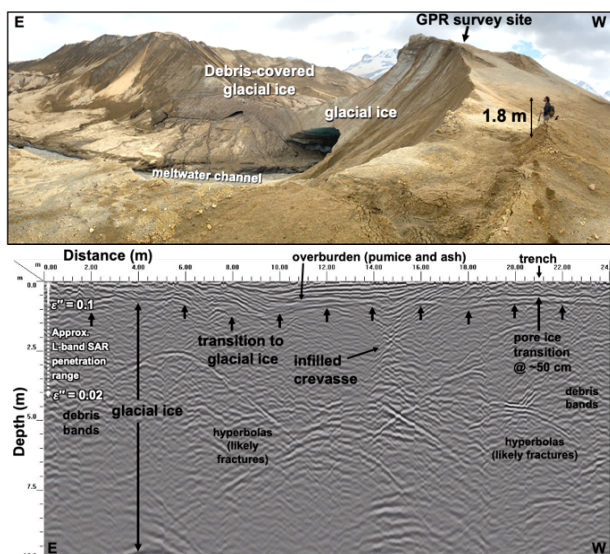 E
GPR survey site
W
Debris-covered
glacial ice
glacial ice
1.8 m
meltwater channel
Distance (m)
overburden (pumice and ash)
trench
m
0.00 2.00 4.00 6.00 8.00 10.00 12.00 14.00 16.00 18.00 20.00 22.00 24.0
m
0.0
ε″ = 0.1
Approx.
L-band SAR
penetration
range
ε″ = 0.02
transition to
glacial ice
infilled
crevasse
pore ice
transition
@ ~50 cm
2.5
Depth (m)
5.0
debris
bands
glacial ice
hyperbolas
(likely
fractures)
debris
bands
hyperbolas
(likely fractures)
7.5
10.0
E
W